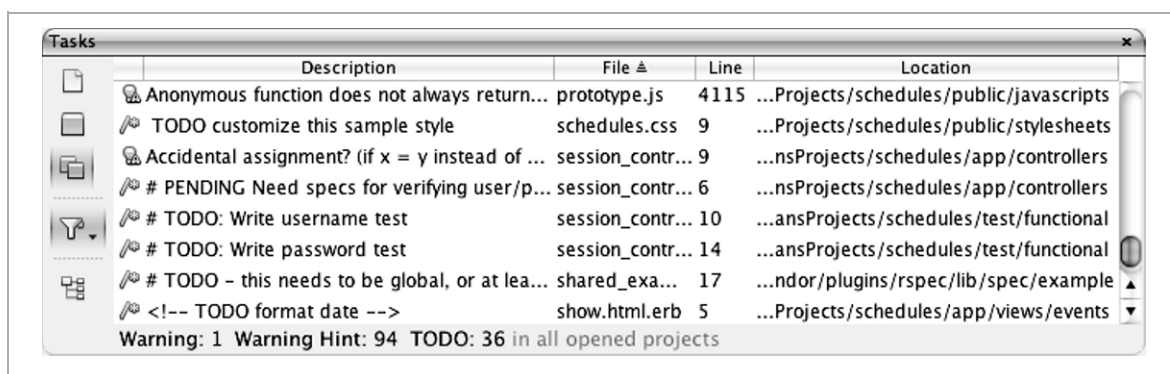 Tasks
Description File Line Location
Anonymous function does not always return... prototype.js 4115 ...Projects/schedules/public/javascripts
TODO customize this sample style schedules.css 9 ...Projects/schedules/public/stylesheets
Accidental assignment? (if x = y instead of ... session_contr... 9 ...nsProjects/schedules/app/controllers
# PENDING Need specs for verifying user/p... session_contr... 6 ...nsProjects/schedules/app/controllers
# TODO: Write username test session_contr... 10 ...ansProjects/schedules/test/functional
# TODO: Write password test session_contr... 14 ...ansProjects/schedules/test/functional
# TODO – this needs to be global, or at lea... shared_exa... 17 ...ndor/plugins/rspec/lib/spec/example
<!-- TODO format date --> show.html.erb 5 ...Projects/schedules/app/views/events
Warning: 1 Warning Hint: 94 TODO: 36 in all opened projects